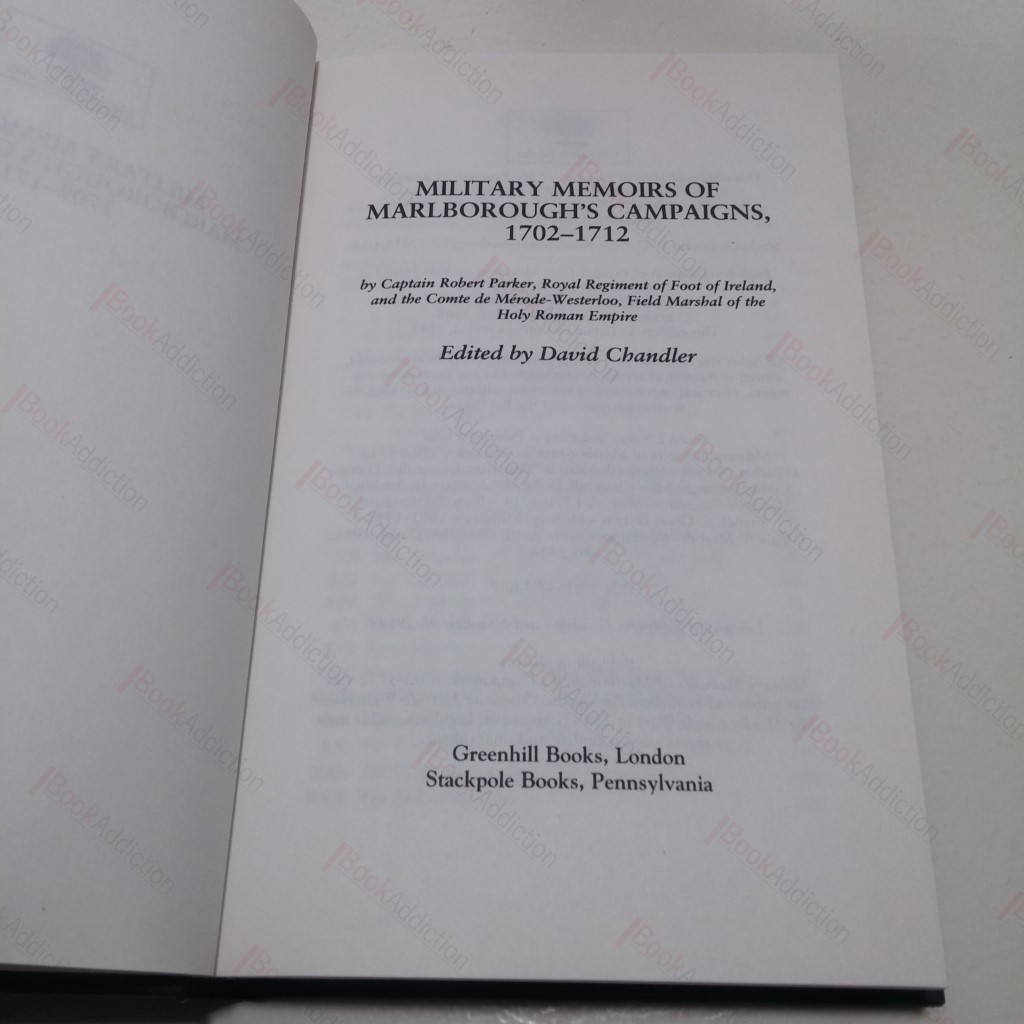 MILITARY MEMOIRS OF
MARLBOROUGH'S CAMPAIGNS,
1702–1712
by Captain Robert Parker, Royal Regiment of Foot of Ireland,
and the Comte de Mérode-Westerloo, Field Marshal of the
Holy Roman Empire
Edited by David Chandler
Greenhill Books, London
Stackpole Books, Pennsylvania
BookAddiction